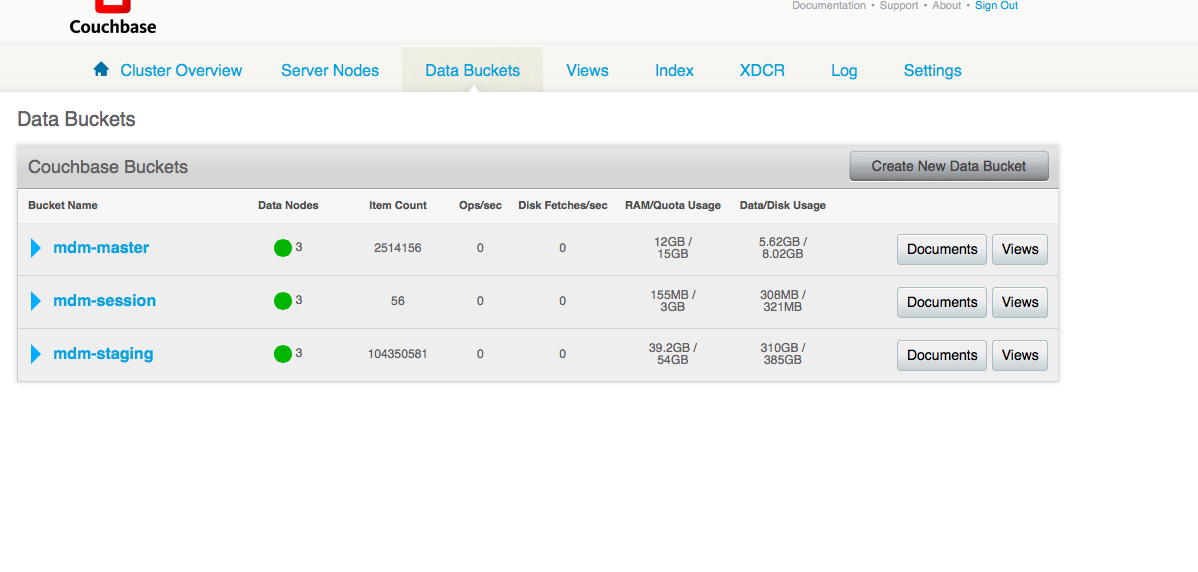 Documentation • Support • About • Sign Out
Couchbase
Cluster Overview Server Nodes Data Buckets Views Index XDCR Log Settings
Data Buckets
Couchbase Buckets Create New Data Bucket
Bucket Name Data Nodes Item Count Ops/sec Disk Fetches/sec RAM/Quota Usage Data/Disk Usage
mdm-master 3 2514156 0 0 12GB / 15GB 5.62GB / 8.02GB Documents Views
mdm-session 3 56 0 0 155MB / 3GB 308MB / 321MB Documents Views
mdm-staging 3 104350581 0 0 39.2GB / 54GB 310GB / 385GB Documents Views